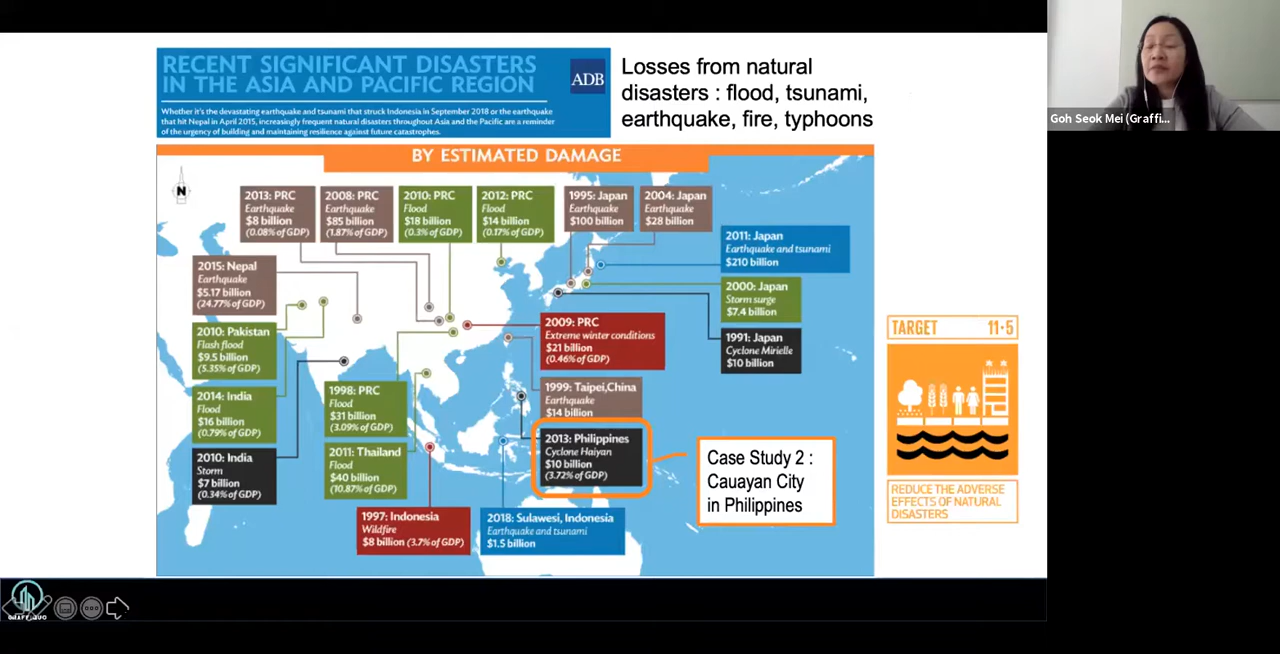 RECENT SIGNIFICANT DISASTERS
IN THE ASIA AND PACIFIC REGION
ADB
Whether it's the devastating earthquake and tsunami that struck Indonesia in September 2018 or the earthquake
that hit Nepal in April 2015, increasingly frequent natural disasters throughout Asia and the Pacific are a reminder
of the urgency of building and maintaining resilience against future catastrophes.
Losses from natural
disasters : flood, tsunami,
earthquake, fire, typhoons
Goh Seok Mei (Graffi...
BY ESTIMATED DAMAGE
N
2013: PRC
Earthquake
$8 billion
(0.08% of GDP)
2008: PRC
Earthquake
$85 billion
(1.87% of GDP)
2010: PRC
Flood
$18 billion
(0.3% of GDP)
2012: PRC
Flood
$14 billion
(0.17% of GDP)
1995: Japan
Earthquake
$100 billion
2004: Japan
Earthquake
$28 billion
2011: Japan
Earthquake and tsunami
$210 billion
2015: Nepal
Earthquake
$5.17 billion
(24.77% of GDP)
2000: Japan
Storm surge
$7.4 billion
2010: Pakistan
Flash flood
$9.5 billion
(5.35% of GDP)
2009: PRC
Extreme winter conditions
$21 billion
(0.46% of GDP)
1991: Japan
Cyclone Mirielle
$10 billion
2014: India
Flood
$16 billion
(0.79% of GDP)
1998: PRC
Flood
$31 billion
(3.09% of GDP)
1999: Taipei,China
Earthquake
$14 billion
2010: India
Storm
$7 billion
(0.34% of GDP)
2011: Thailand
Flood
$40 billion
(10.87% of GDP)
2013: Philippines
Cyclone Haiyan
$10 billion
(3.72% of GDP)
Case Study 2 :
Cauayan City
in Philippines
1997: Indonesia
Wildfire
$8 billion (3.7% of GDP)
2018: Sulawesi, Indonesia
Earthquake and tsunami
$1.5 billion
TARGET 11·5
REDUCE THE ADVERSE
EFFECTS OF NATURAL
DISASTERS
GRAFFIQUO